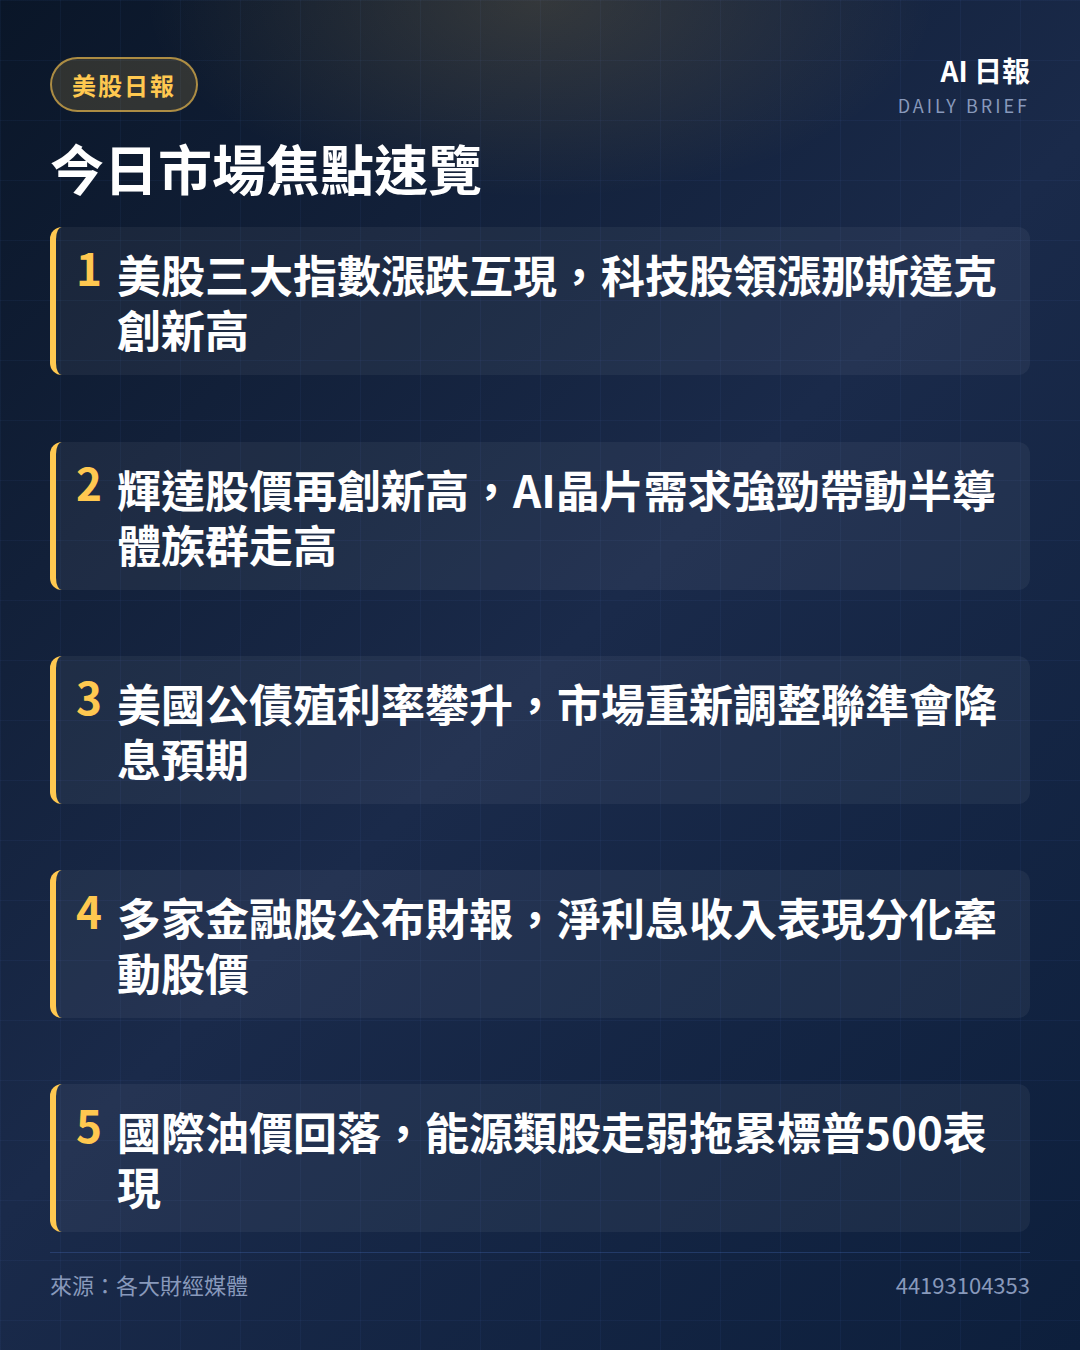 美股日報
AI 日報
DAILY BRIEF
今日市場焦點速覽
1 美股三大指數漲跌互現，科技股領漲那斯達克
創新高
2 輝達股價再創新高，AI晶片需求強勁帶動半導
體族群走高
3 美國公債殖利率攀升，市場重新調整聯準會降
息預期
4 多家金融股公布財報，淨利息收入表現分化牽
動股價
5 國際油價回落，能源類股走弱拖累標普500表
現
來源：各大財經媒體
44193104353